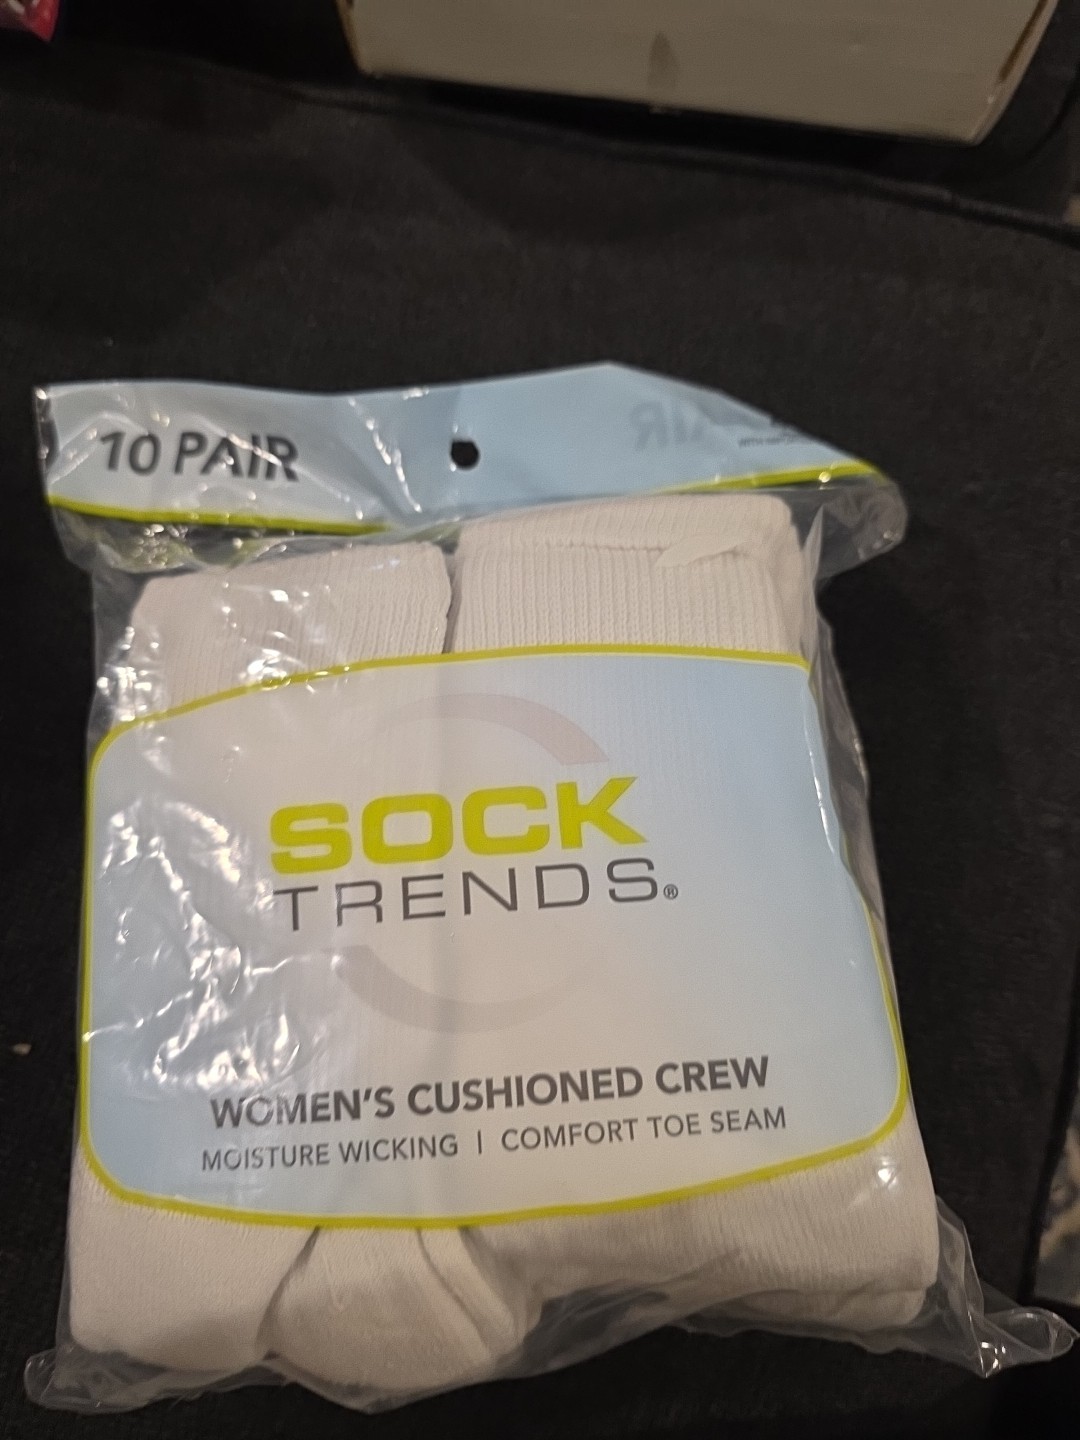 10 PAIR
SOCK
TRENDS®
WOMEN'S CUSHIONED CREW
MOISTURE WICKING | COMFORT TOE SEAM